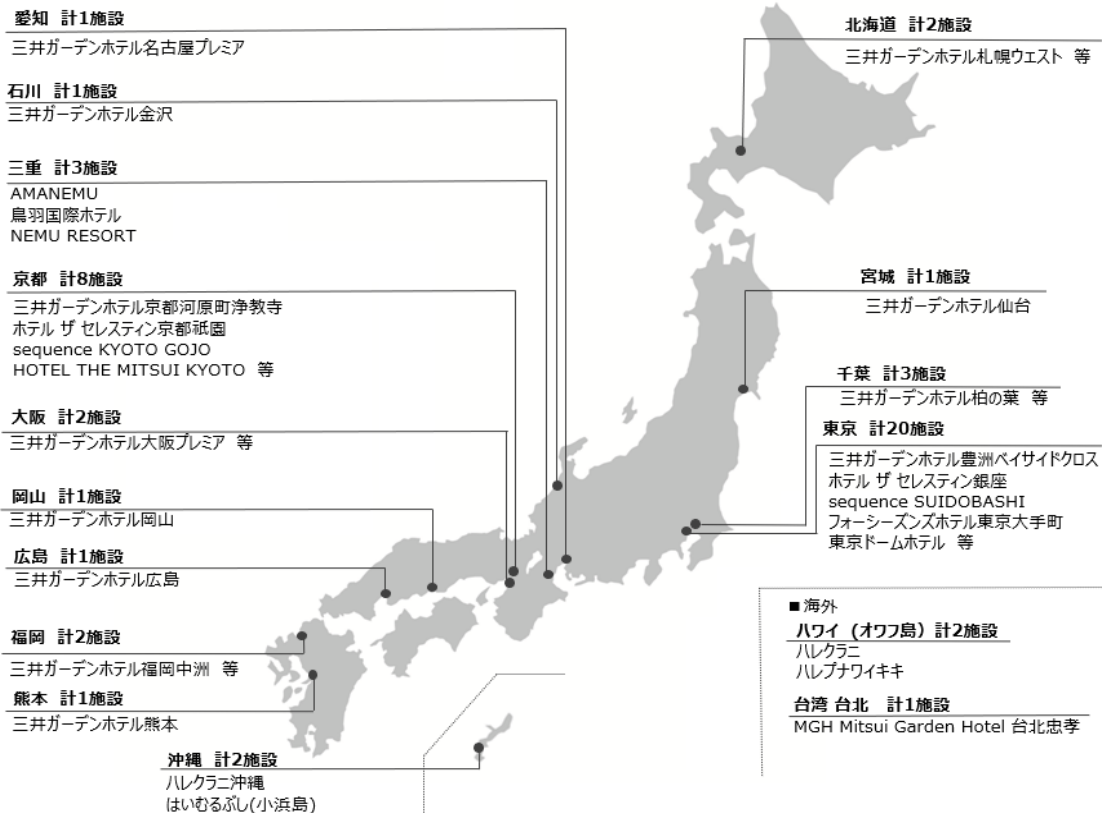 愛知 計1施設
三井ガーデンホテル名古屋プレミア
石川 計1施設
三井ガーデンホテル金沢
三重 計3施設
AMANEMU
鳥羽国際ホテル
NEMU RESORT
京都 計8施設
三井ガーデンホテル京都河原町浄教寺
ホテル ザ セレスティン京都祇園
sequence KYOTO GOJO
HOTEL THE MITSUI KYOTO 等
大阪 計2施設
三井ガーデンホテル大阪プレミア 等
岡山 計1施設
三井ガーデンホテル岡山
広島 計1施設
三井ガーデンホテル広島
福岡 計2施設
三井ガーデンホテル福岡中洲 等
熊本 計1施設
三井ガーデンホテル熊本
沖縄 計2施設
ハレクラニ沖縄
はいむるぶし(小浜島)
北海道 計2施設
三井ガーデンホテル札幌ウエスト 等
宮城 計1施設
三井ガーデンホテル仙台
千葉 計3施設
三井ガーデンホテル柏の葉 等
東京 計20施設
三井ガーデンホテル豊洲ベイサイドクロス
ホテル ザ セレスティン銀座
sequence SUIDOBASHI
フォーシーズンズホテル東京大手町
東京ドームホテル 等
■海外
ハワイ (オワフ島) 計2施設
ハレクラニ
ハレプナワイキキ
台湾 台北 計1施設
MGH Mitsui Garden Hotel 台北忠孝